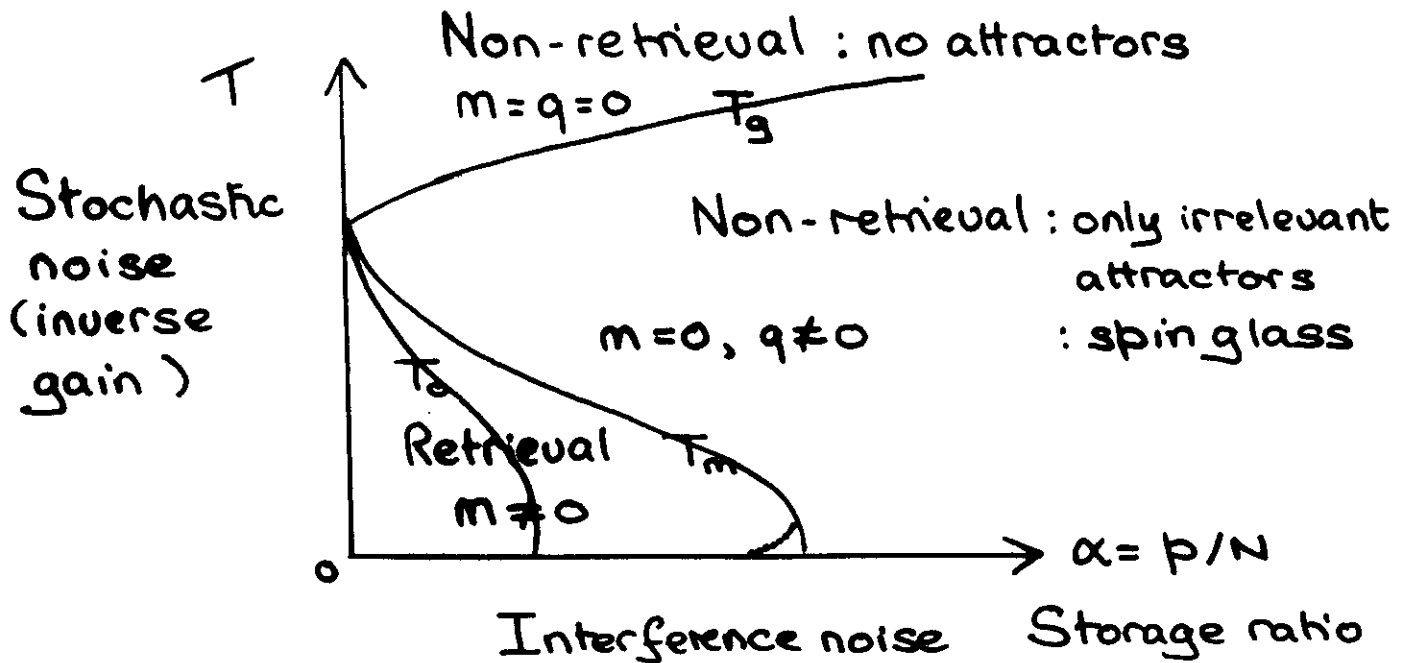 Non-retrieval : no attractors
T
m = q = 0
Tg
Stochastic
noise
(inverse
gain )
Non-retrieval : only irrelevant
attractors
: spin glass
m=0, q≠0
Tc
Retrieval
m ≠ 0
Tm
0
α = p/N
Interference noise
Storage ratio